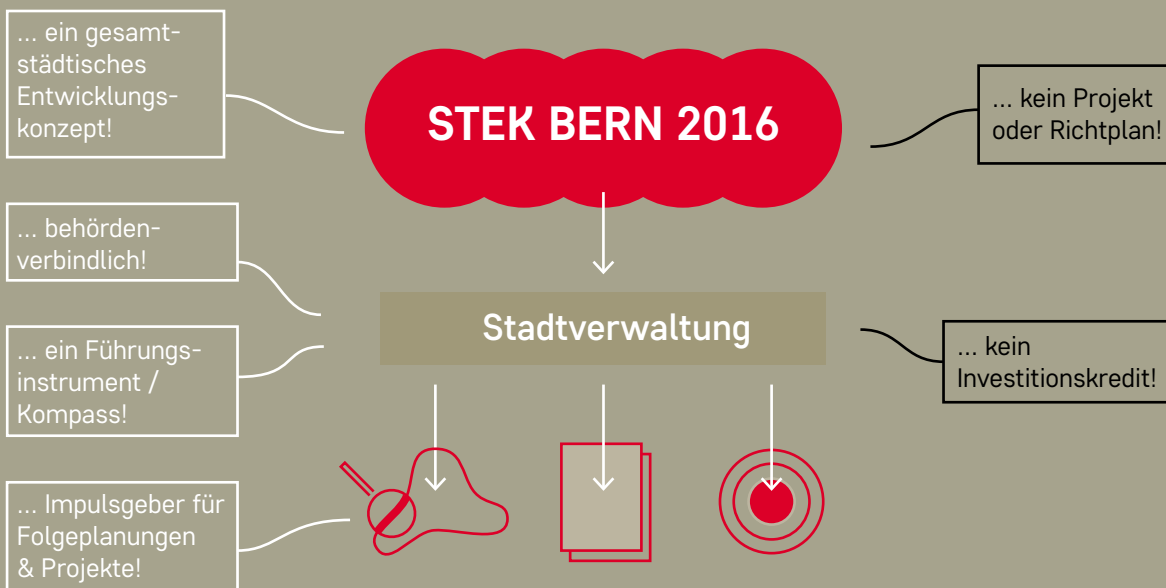 ... ein gesamt-
städtisches
Entwicklungs-
konzept!
STEK BERN 2016
... kein Projekt
oder Richtplan!
... behörden-
verbindlich!
Stadtverwaltung
... ein Führungs-
instrument /
Kompass!
... kein
Investitionskredit!
... Impulsgeber für
Folgeplanungen
& Projekte!